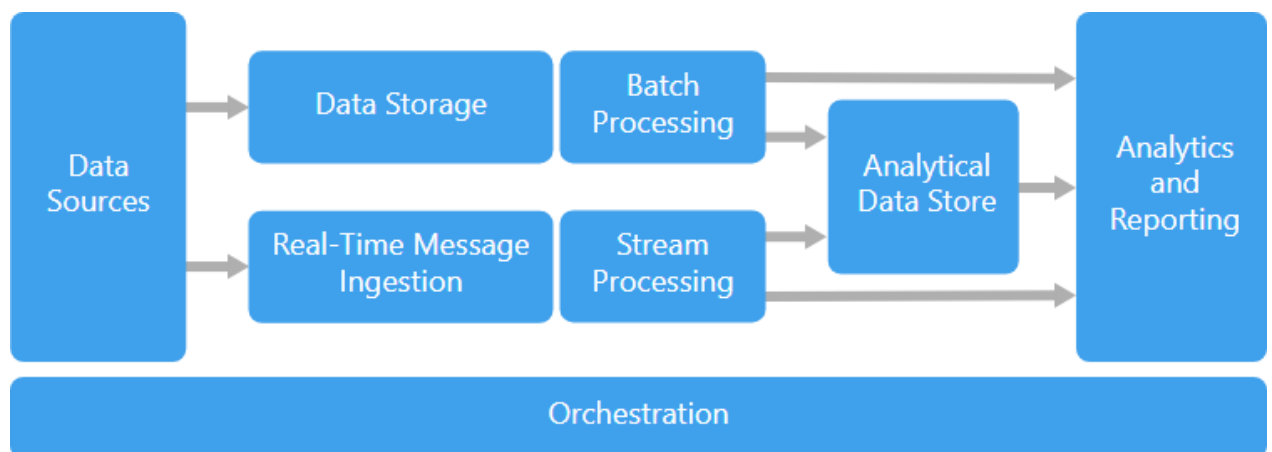 Data
Sources
Data Storage
Batch
Processing
Real-Time Message
Ingestion
Stream
Processing
Analytical
Data Store
Analytics
and
Reporting
Orchestration